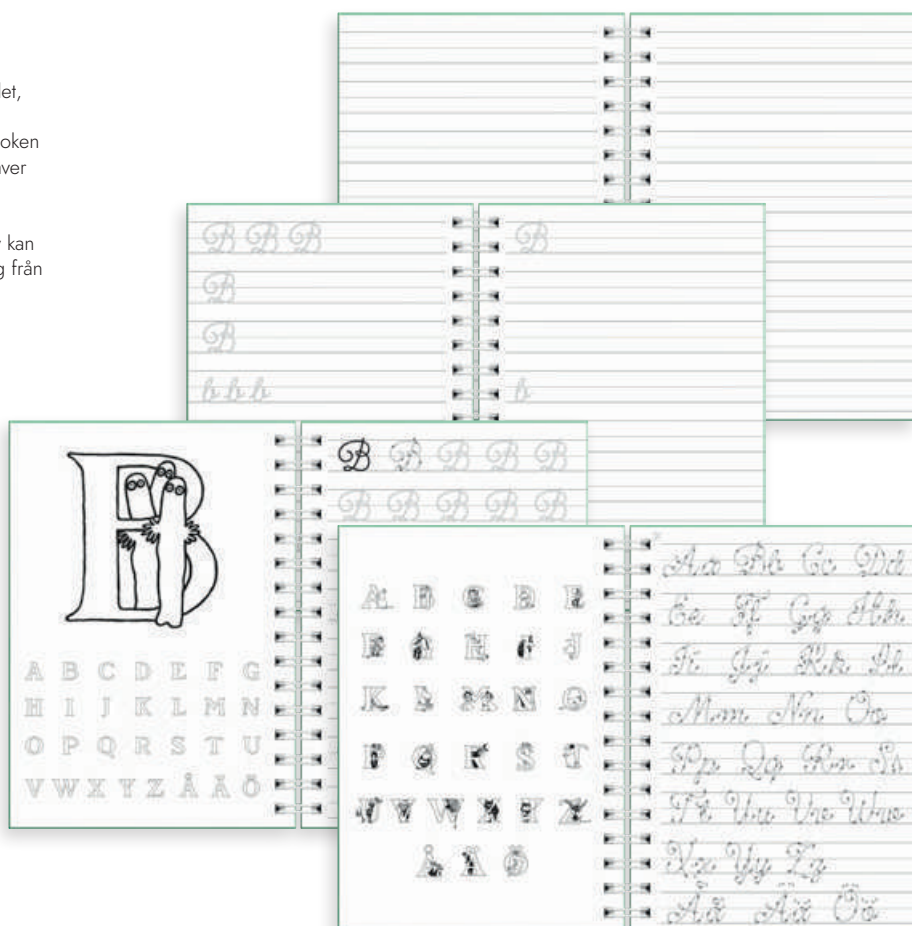 let,
oken
ver
kan
g från
B B B
B
B
b b b
B
b
B
A B C D E F G
H I J K L M N
O P Q R S T U
V W X Y Z Å Ä Ö
B B B B B
B B B B B
A B C D E
F G H I J
K L M N O
P Q R S T
U V W X Y Z
Å Ä Ö
Aa Bb Cc Dd
Ee Ff Gg Hh
Ii Jj Kk Ll
Mm Nn Oo
Pp Qq Rr Ss
Tt Uu Vv Ww
Xx Yy Zz
Åå Ää Öö